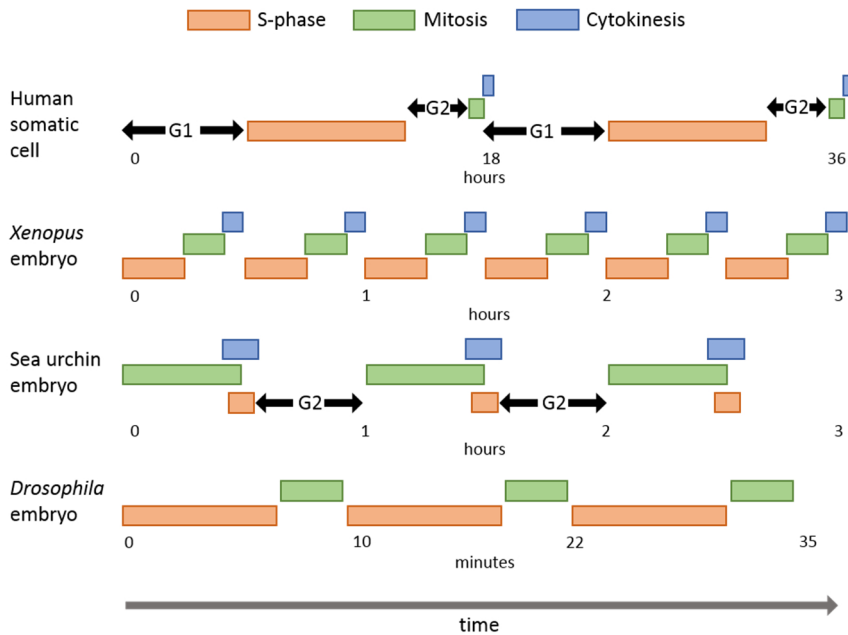 S-phase Mitosis Cytokinesis
Human
somatic
cell
G1 G2 G1 G2
0 18 36
hours
Xenopus
embryo
0 1 2 3
hours
Sea urchin
embryo
G2 G2
0 1 2 3
hours
Drosophila
embryo
0 10 22 35
minutes
time